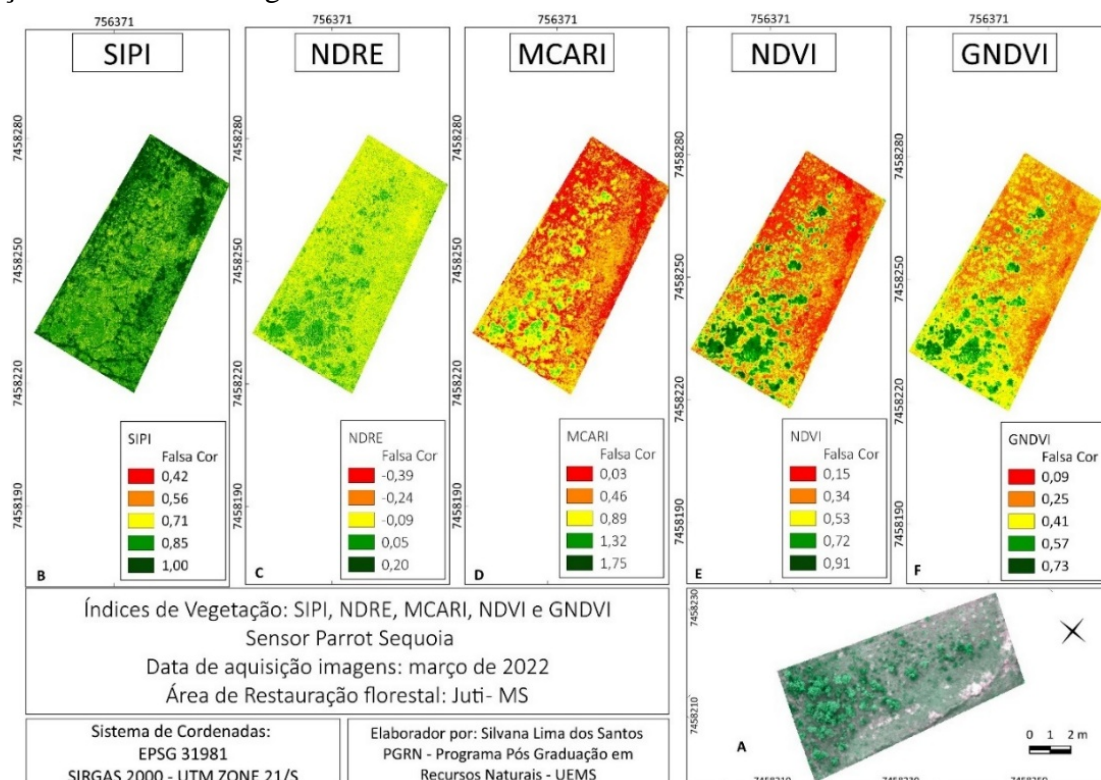 756371
756371
756371
756371
756371
SIPI
NDRE
MCARI
NDVI
GNDVI
7458280
7458250
7458220
7458190
7458280
7458250
7458220
7458190
7458280
7458250
7458220
7458190
7458280
7458250
7458220
7458190
7458280
7458250
7458220
7458190
SIPI
Falsa Cor
0,42
0,56
0,71
0,85
1,00
B
NDRE
Falsa Cor
-0,39
-0,24
-0,09
0,05
0,20
C
MCARI
Falsa Cor
0,03
0,46
0,89
1,32
1,75
D
NDVI
Falsa Cor
0,15
0,34
0,53
0,72
0,91
E
GNDVI
Falsa Cor
0,09
0,25
0,41
0,57
0,73
F
Índices de Vegetação: SIPI, NDRE, MCARI, NDVI e GNDVI
Sensor Parrot Sequoia
Data de aquisição imagens: março de 2022
Área de Restauração florestal: Juti- MS
Sistema de Cordenadas:
EPSG 31981
SIRGAS 2000 - UTM ZONE 21/S
Elaborador por: Silvana Lima dos Santos
PGRN - Programa Pós Graduação em
Recursos Naturais - UEMS
7458230
7458210
A
0 1 2 m